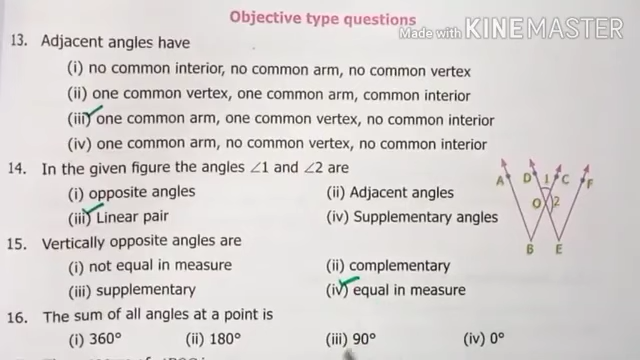 Objective type questions
Made with KINEMASTER
13. Adjacent angles have
(i) no common interior, no common arm, no common vertex
(ii) one common vertex, one common arm, common interior
(iii) one common arm, one common vertex, no common interior
(iv) one common arm, no common vertex, no common interior
14. In the given figure the angles ∠1 and ∠2 are
(i) opposite angles (ii) Adjacent angles
(iii) Linear pair (iv) Supplementary angles
A D 1 C F
O 2
B E
15. Vertically opposite angles are
(i) not equal in measure (ii) complementary
(iii) supplementary (iv) equal in measure
16. The sum of all angles at a point is
(i) 360° (ii) 180° (iii) 90° (iv) 0°